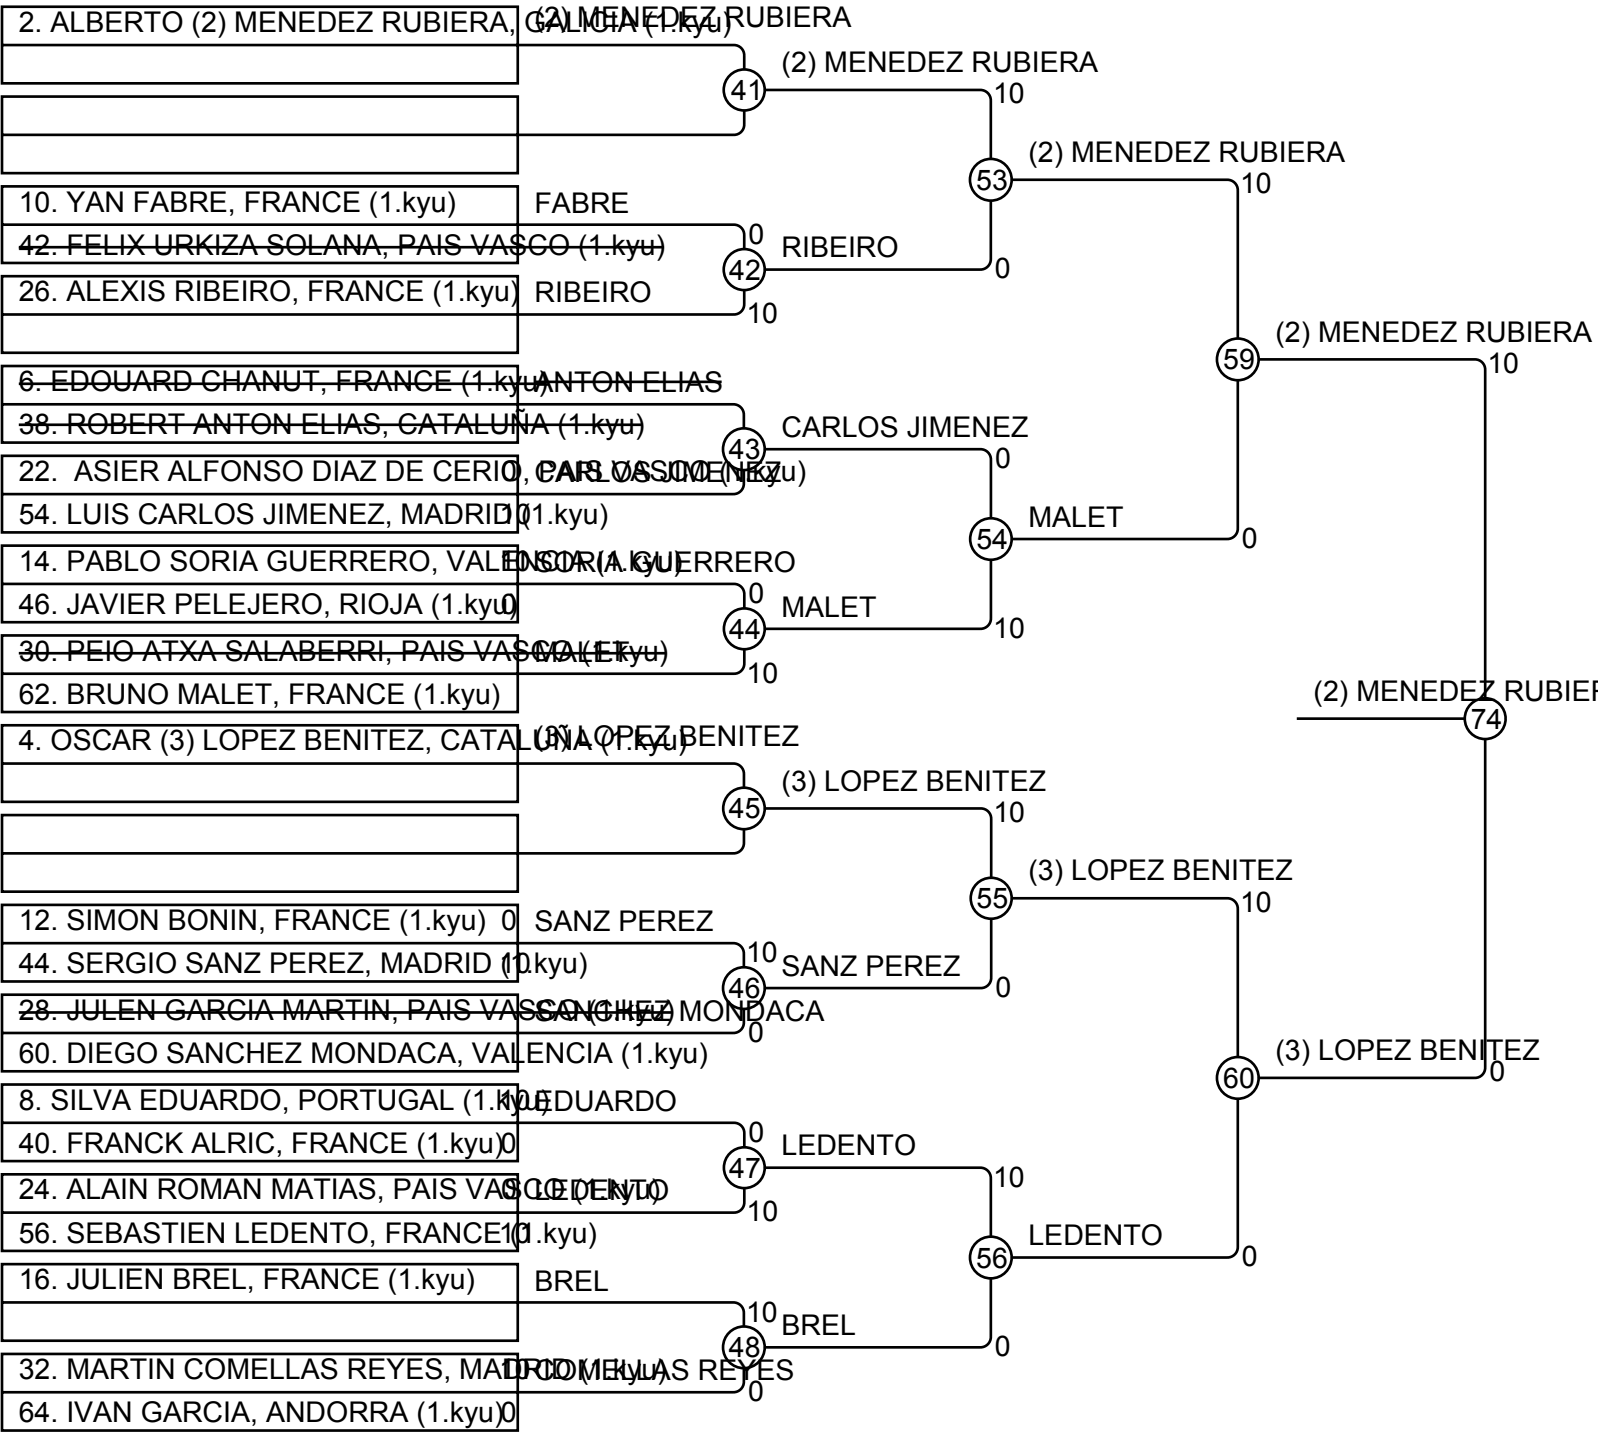 2. ALBERTO (2) MENEDEZ RUBIERA, GALICIA (1.kyu)
(2) MENEDEZ RUBIERA
41
(2) MENEDEZ RUBIERA
10
53
(2) MENEDEZ RUBIERA
10
10. YAN FABRE, FRANCE (1.kyu)
FABRE
0
42. FELIX URKIZA SOLANA, PAIS VASCO (1.kyu)
42
RIBEIRO
0
26. ALEXIS RIBEIRO, FRANCE (1.kyu)
RIBEIRO
10
59
(2) MENEDEZ RUBIERA
10
6. EDOUARD CHANUT, FRANCE (1.kyu)
ANTON ELIAS
38. ROBERT ANTON ELIAS, CATALUÑA (1.kyu)
43
CARLOS JIMENEZ
0
22. ASIER ALFONSO DIAZ DE CERIO, PAIS VASCO (1.kyu)
0
CARLOS JIMENEZ
54. LUIS CARLOS JIMENEZ, MADRID (1.kyu)
10
54
MALET
0
14. PABLO SORIA GUERRERO, VALENCIA (1.kyu)
10
SORIA GUERRERO
0
46. JAVIER PELEJERO, RIOJA (1.kyu)
0
44
MALET
10
30. PEIO ATXA SALABERRI, PAIS VASCO (1.kyu)
MALET
10
62. BRUNO MALET, FRANCE (1.kyu)
(2) MENEDEZ RUBIER
74
4. OSCAR (3) LOPEZ BENITEZ, CATALUÑA (1.kyu)
(3) LOPEZ BENITEZ
45
(3) LOPEZ BENITEZ
10
55
(3) LOPEZ BENITEZ
10
12. SIMON BONIN, FRANCE (1.kyu)
0
SANZ PEREZ
10
44. SERGIO SANZ PEREZ, MADRID (1.kyu)
10
46
SANZ PEREZ
0
28. JULEN GARCIA MARTIN, PAIS VASCO (1.kyu)
SANCHEZ MONDACA
0
60. DIEGO SANCHEZ MONDACA, VALENCIA (1.kyu)
60
(3) LOPEZ BENITEZ
0
8. SILVA EDUARDO, PORTUGAL (1.kyu)
10
EDUARDO
0
40. FRANCK ALRIC, FRANCE (1.kyu)
0
47
LEDENTO
10
24. ALAIN ROMAN MATIAS, PAIS VASCO (1.kyu)
0
LEDENTO
10
56. SEBASTIEN LEDENTO, FRANCE (1.kyu)
10
56
LEDENTO
0
16. JULIEN BREL, FRANCE (1.kyu)
BREL
10
48
BREL
0
32. MARTIN COMELLAS REYES, MADRID (1.kyu)
10
COMELLAS REYES
0
64. IVAN GARCIA, ANDORRA (1.kyu)
0